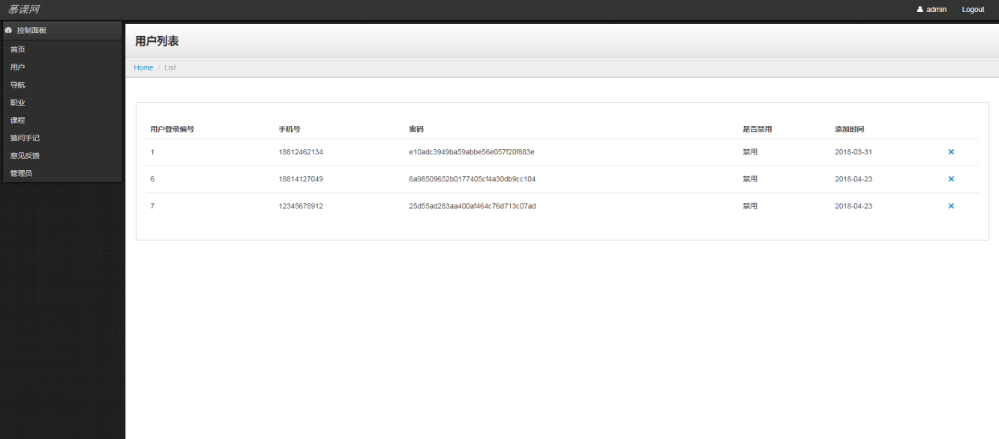 慕课网
admin Logout
控制面板
首页
用户
导航
职业
课程
猿问手记
意见反馈
管理员
用户列表
Home / List
用户登录编号 手机号 密码 是否禁用 添加时间
1 18812462134 e10adc3949ba59abbe56e057f20f883e 禁用 2018-03-31 ×
6 18814127049 6a98509652b0177405cf4a30db9cc104 禁用 2018-04-23 ×
7 12345678912 25d55ad283aa400af464c76d713c07ad 禁用 2018-04-23 ×